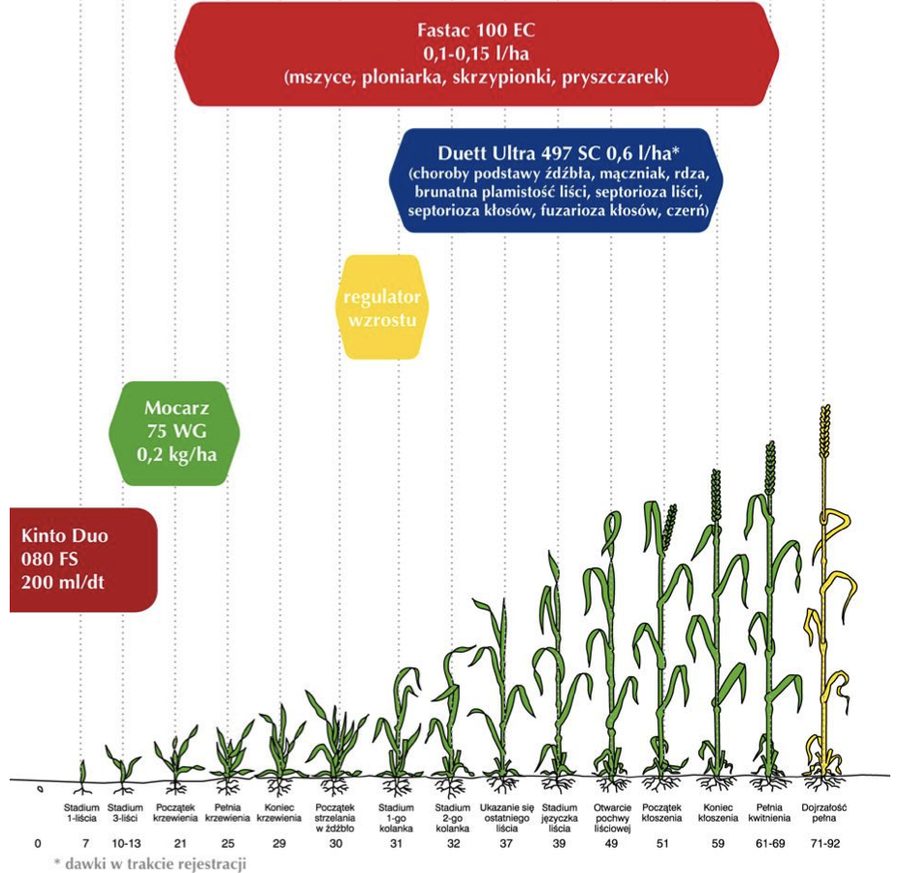 Fastac 100 EC
0,1-0,15 l/ha
(mszyce, ploniarka, skrzypionki, pryszczarek)
Duett Ultra 497 SC 0,6 l/ha*
(choroby podstawy źdźbła, mączniak, rdza,
brunatna plamistość liści, septorioza liści,
septorioza kłosów, fuzarioza kłosów, czerń)
regulator
wzrostu
Mocarz
75 WG
0,2 kg/ha
Kinto Duo
080 FS
200 ml/dt
Stadium
1-liścia
Stadium
3-liści
Początek
krzewienia
Pełnia
krzewienia
Koniec
krzewienia
Początek
strzelania
w źdźbło
Stadium
1-go
kolanka
Stadium
2-go
kolanka
Ukazanie się
ostatniego
liścia
Stadium
języczka
liścia
Otwarcie
pochwy
liściowej
Początek
kłoszenia
Koniec
kłoszenia
Pełnia
kwitnienia
Dojrzałość
pełna
0 7 10-13 21 25 29 30 31 32 37 39 49 51 59 61-69 71-92
* dawki w trakcie rejestracji